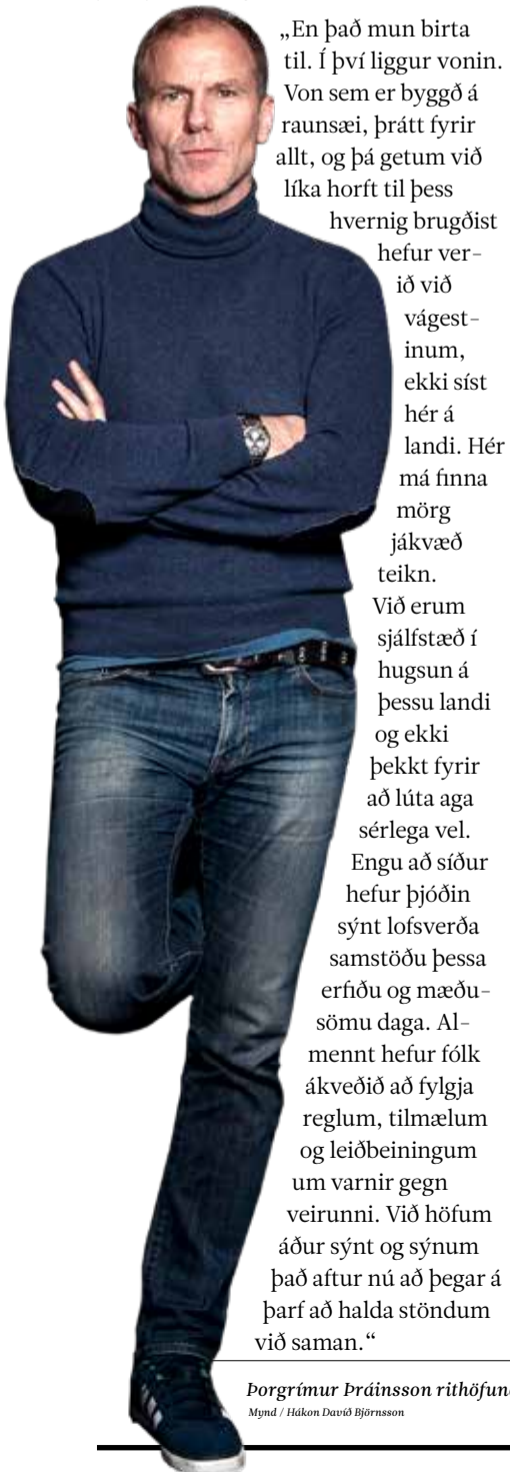 „En það mun birta
til. Í því liggur vonin.
Von sem er byggð á
raunsæi, þrátt fyrir
allt, og þá getum við
líka horft til þess
hvernig brugðist
hefur ver-
ið við
vágest-
inum,
ekki síst
hér á
landi. Hér
má finna
mörg
jákvæð
teikn.
Við erum
sjálfstæð í
hugsun á
þessu landi
og ekki
þekkt fyrir
að lúta aga
sérlega vel.
Engu að síður
hefur þjóðin
sýnt lofsverða
samstöðu þessa
erfiðu og mæðu-
sömu daga. Al-
mennt hefur fólk
ákveðið að fylgja
reglum, tilmælum
og leiðbeiningum
um varnir gegn
veirunni. Við höfum
áður sýnt og sýnum
það aftur nú að þegar á
þarf að halda stöndum
við saman.“
Þorgrímur Þráinsson
Mynd / Hákon Davíð Björnsson